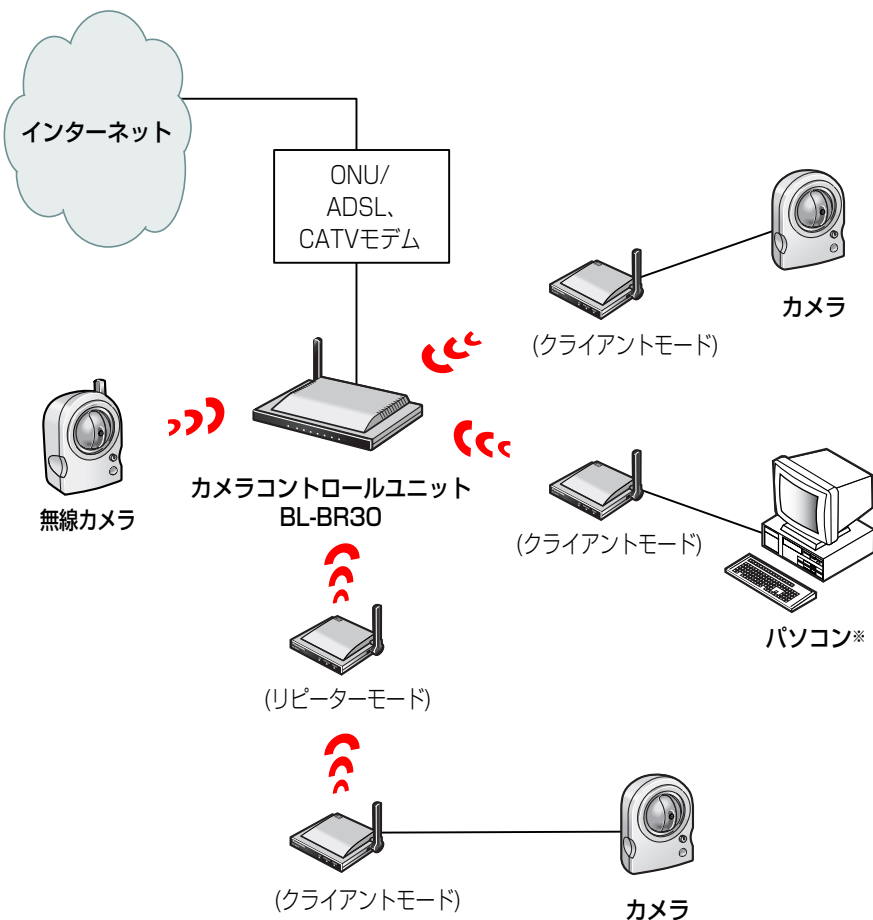 インターネット
ONU/
ADSL、
CATVモデム
カメラ
(クライアントモード)
無線カメラ
カメラコントロールユニット
BL-BR30
(クライアントモード)
パソコン※
(リピーターモード)
(クライアントモード)
カメラ